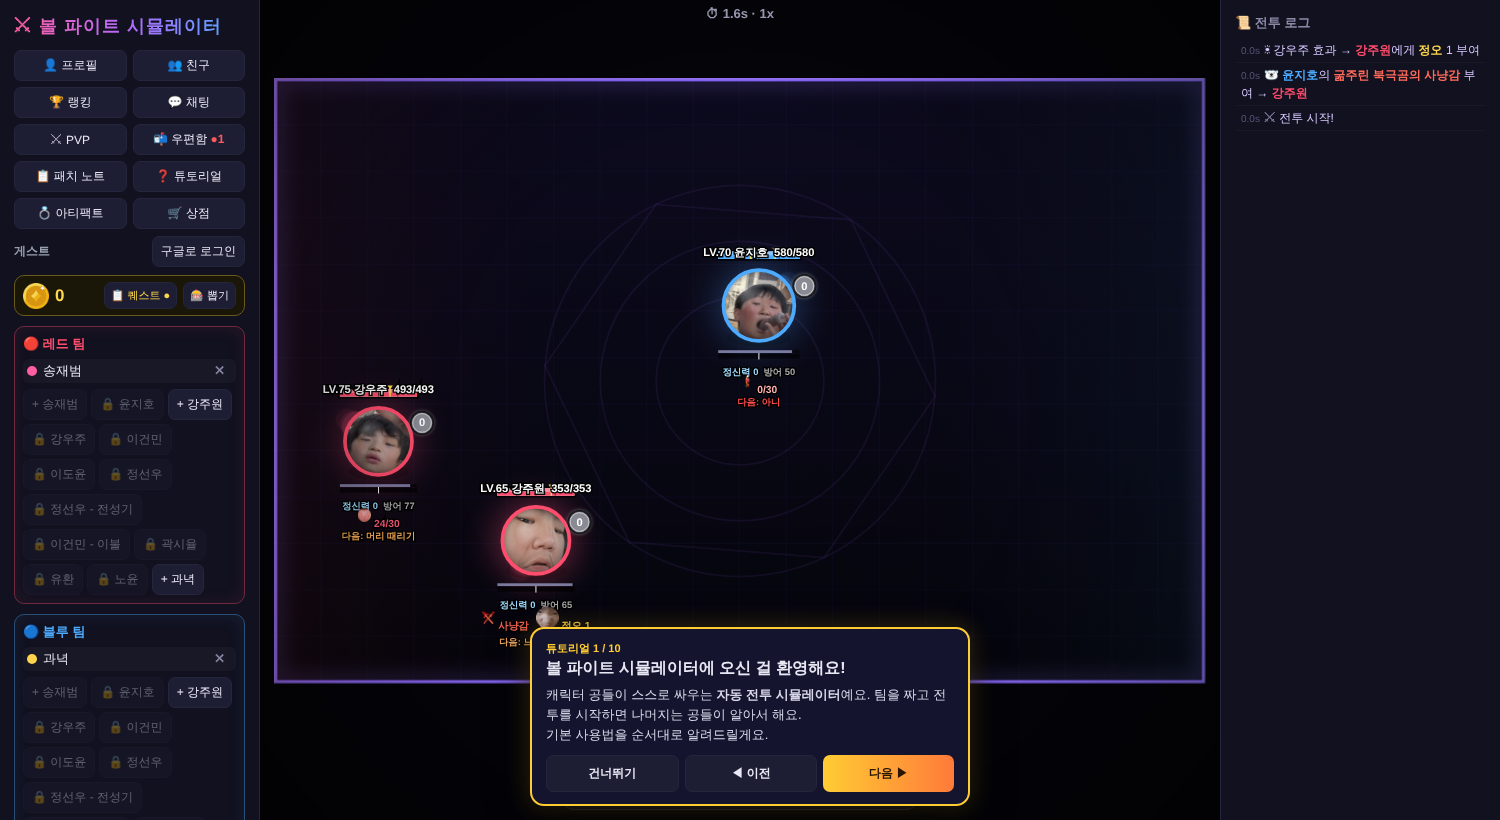 ⚔ 볼 파이트 시뮬레이터
👤 프로필
👥 친구
🏆 랭킹
💬 채팅
⚔ PVP
📬 우편함 ●1
📋 패치 노트
❓ 튜토리얼
💍 아티팩트
🛒 상점
게스트
구글로 로그인
0
📋 퀘스트 ●
🎰 뽑기
🔴 레드 팀
송재범 ✕
+ 송재범
🔒 윤지호
+ 강주원
🔒 강우주
🔒 이건민
🔒 이도윤
🔒 정선우
🔒 정선우 - 전성기
🔒 이건민 - 이불
🔒 곽시율
🔒 유환
🔒 노윤
+ 과녁
🔵 블루 팀
과녁 ✕
+ 송재범
🔒 윤지호
+ 강주원
🔒 강우주
🔒 이건민
🔒 이도윤
🔒 정선우
🔒 정선우 - 전성기
⏱ 1.6s · 1x
LV.70 윤지호 580/580
0
정신력 0 방어 50
0/30
다음: 아니
LV.75 강우주 493/493
0
정신력 0 방어 77
24/30
다음: 머리 때리기
LV.65 강주원 353/353
0
정신력 0 방어 65
사냥감 정오 1
다음:
튜토리얼 1 / 10
볼 파이트 시뮬레이터에 오신 걸 환영해요!
캐릭터 공들이 스스로 싸우는 자동 전투 시뮬레이터예요. 팀을 짜고 전
투를 시작하면 나머지는 공들이 알아서 해요.
기본 사용법을 순서대로 알려드릴게요.
건너뛰기
◀ 이전
다음 ▶
📜 전투 로그
0.0s 강우주 효과 → 강주원에게 정오 1 부여
0.0s 🐻‍❄️ 윤지호의 굶주린 북극곰의 사냥감 부
여 → 강주원
0.0s ⚔ 전투 시작!